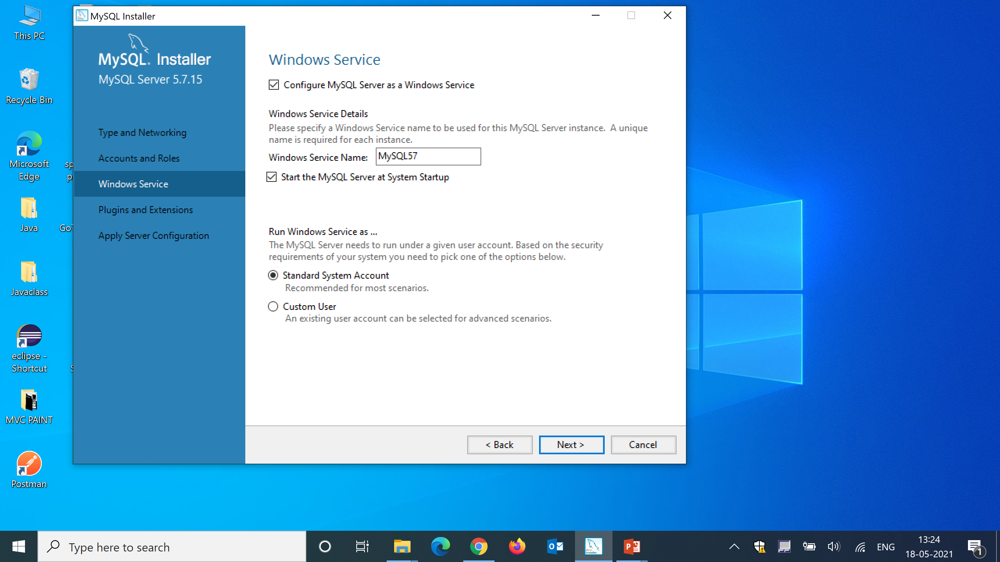 This PC
Recycle Bin
Microsoft
Edge
Java
Javaclass
eclipse -
Shortcut
MVC PAINT
Postman
MySQL Installer
MySQL. Installer
MySQL Server 5.7.15
Type and Networking
Accounts and Roles
Windows Service
Plugins and Extensions
Apply Server Configuration
Windows Service
Configure MySQL Server as a Windows Service
Windows Service Details
Please specify a Windows Service name to be used for this MySQL Server instance. A unique
name is required for each instance.
Windows Service Name: MySQL57
Start the MySQL Server at System Startup
Run Windows Service as ...
The MySQL Server needs to run under a given user account. Based on the security
requirements of your system you need to pick one of the options below.
Standard System Account
Recommended for most scenarios.
Custom User
An existing user account can be selected for advanced scenarios.
< Back Next > Cancel
Type here to search
ENG
13:24
18-05-2021
1